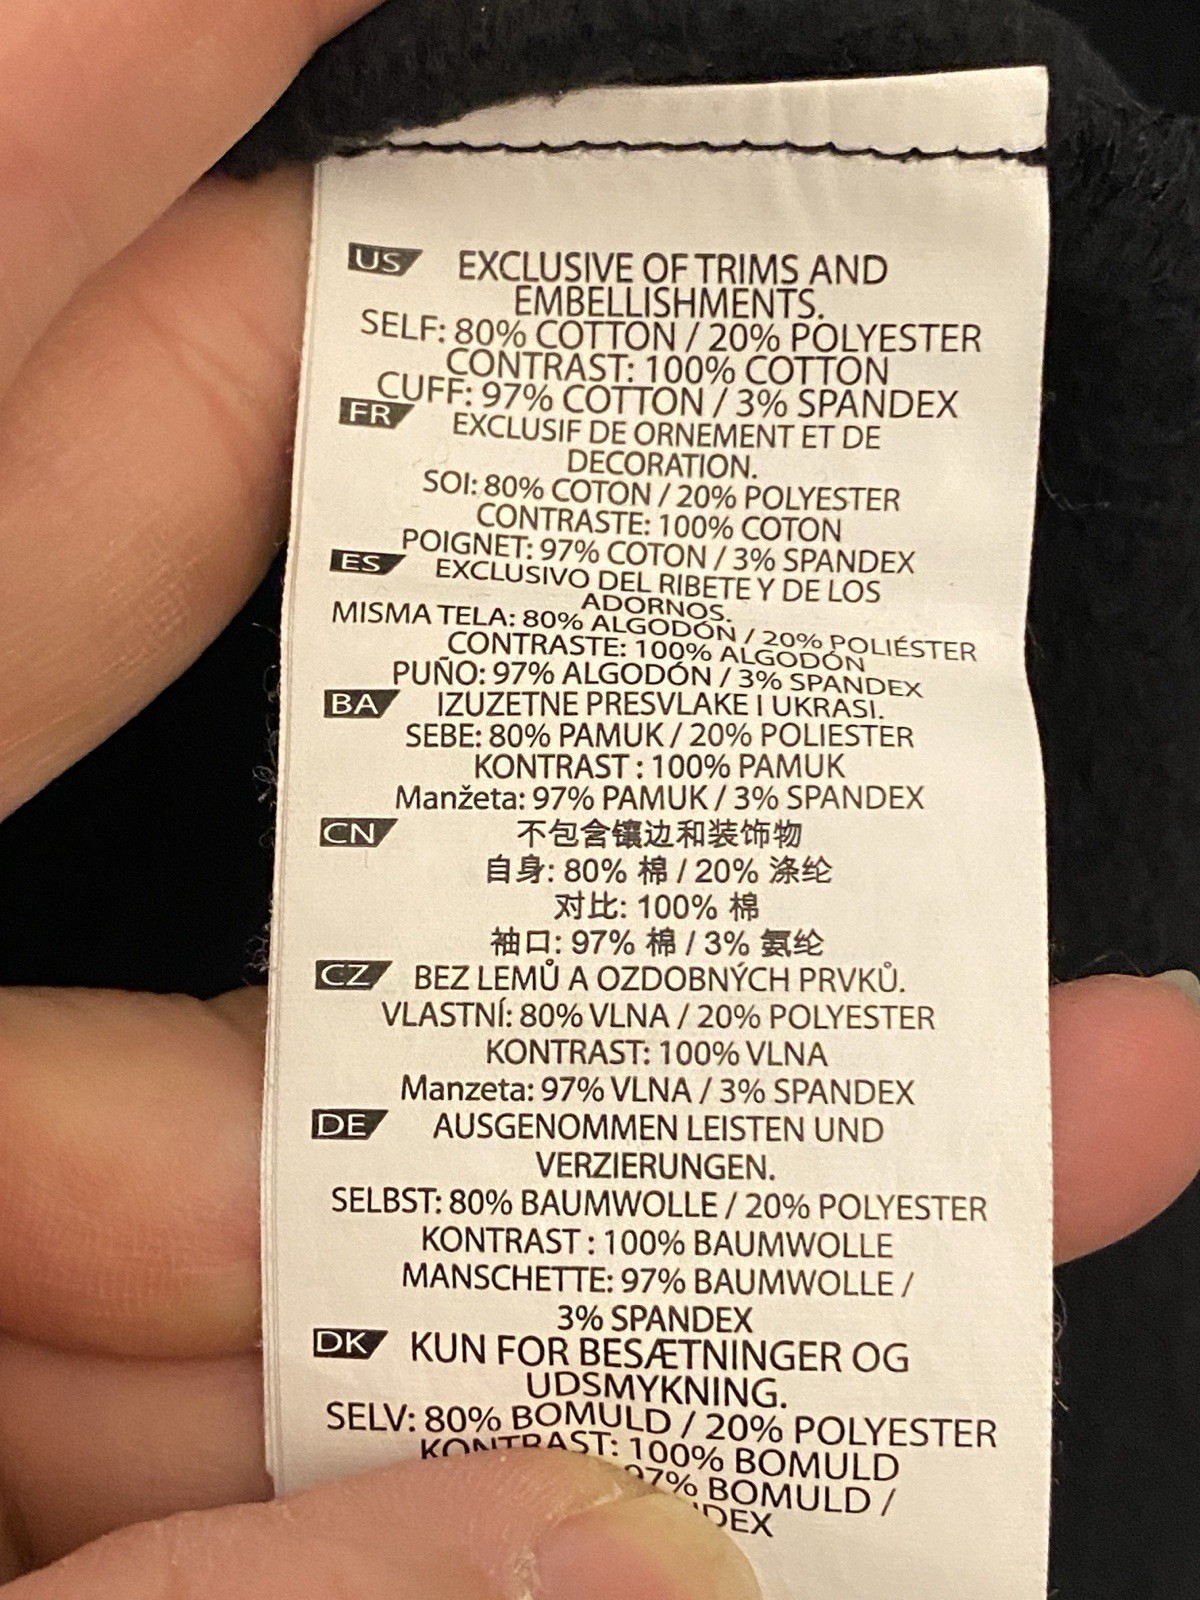 US EXCLUSIVE OF TRIMS AND
EMBELLISHMENTS.
SELF: 80% COTTON / 20% POLYESTER
CONTRAST: 100% COTTON
CUFF: 97% COTTON / 3% SPANDEX
FR EXCLUSIF DE ORNEMENT ET DE
DECORATION.
SOI: 80% COTON / 20% POLYESTER
CONTRASTE: 100% COTON
POIGNET: 97% COTON / 3% SPANDEX
ES EXCLUSIVO DEL RIBETE Y DE LOS
ADORNOS.
MISMA TELA: 80% ALGODÓN / 20% POLIÉSTER
CONTRASTE: 100% ALGODÓN
PUÑO: 97% ALGODÓN / 3% SPANDEX
BA IZUZETNE PRESVLAKE I UKRASI.
SEBE: 80% PAMUK / 20% POLIESTER
KONTRAST : 100% PAMUK
Manžeta: 97% PAMUK / 3% SPANDEX
CN 不包含镶边和装饰物
自身: 80% 棉 / 20% 涤纶
对比: 100% 棉
袖口: 97% 棉 / 3% 氨纶
CZ BEZ LEMŮ A OZDOBNÝCH PRVKŮ.
VLASTNÍ: 80% VLNA / 20% POLYESTER
KONTRAST: 100% VLNA
Manzeta: 97% VLNA / 3% SPANDEX
DE AUSGENOMMEN LEISTEN UND
VERZIERUNGEN.
SELBST: 80% BAUMWOLLE / 20% POLYESTER
KONTRAST : 100% BAUMWOLLE
MANSCHETTE: 97% BAUMWOLLE /
3% SPANDEX
DK KUN FOR BESÆTNINGER OG
UDSMYKNING.
SELV: 80% BOMULD / 20% POLYESTER
KONTRAST: 100% BOMULD
97% BOMULD /